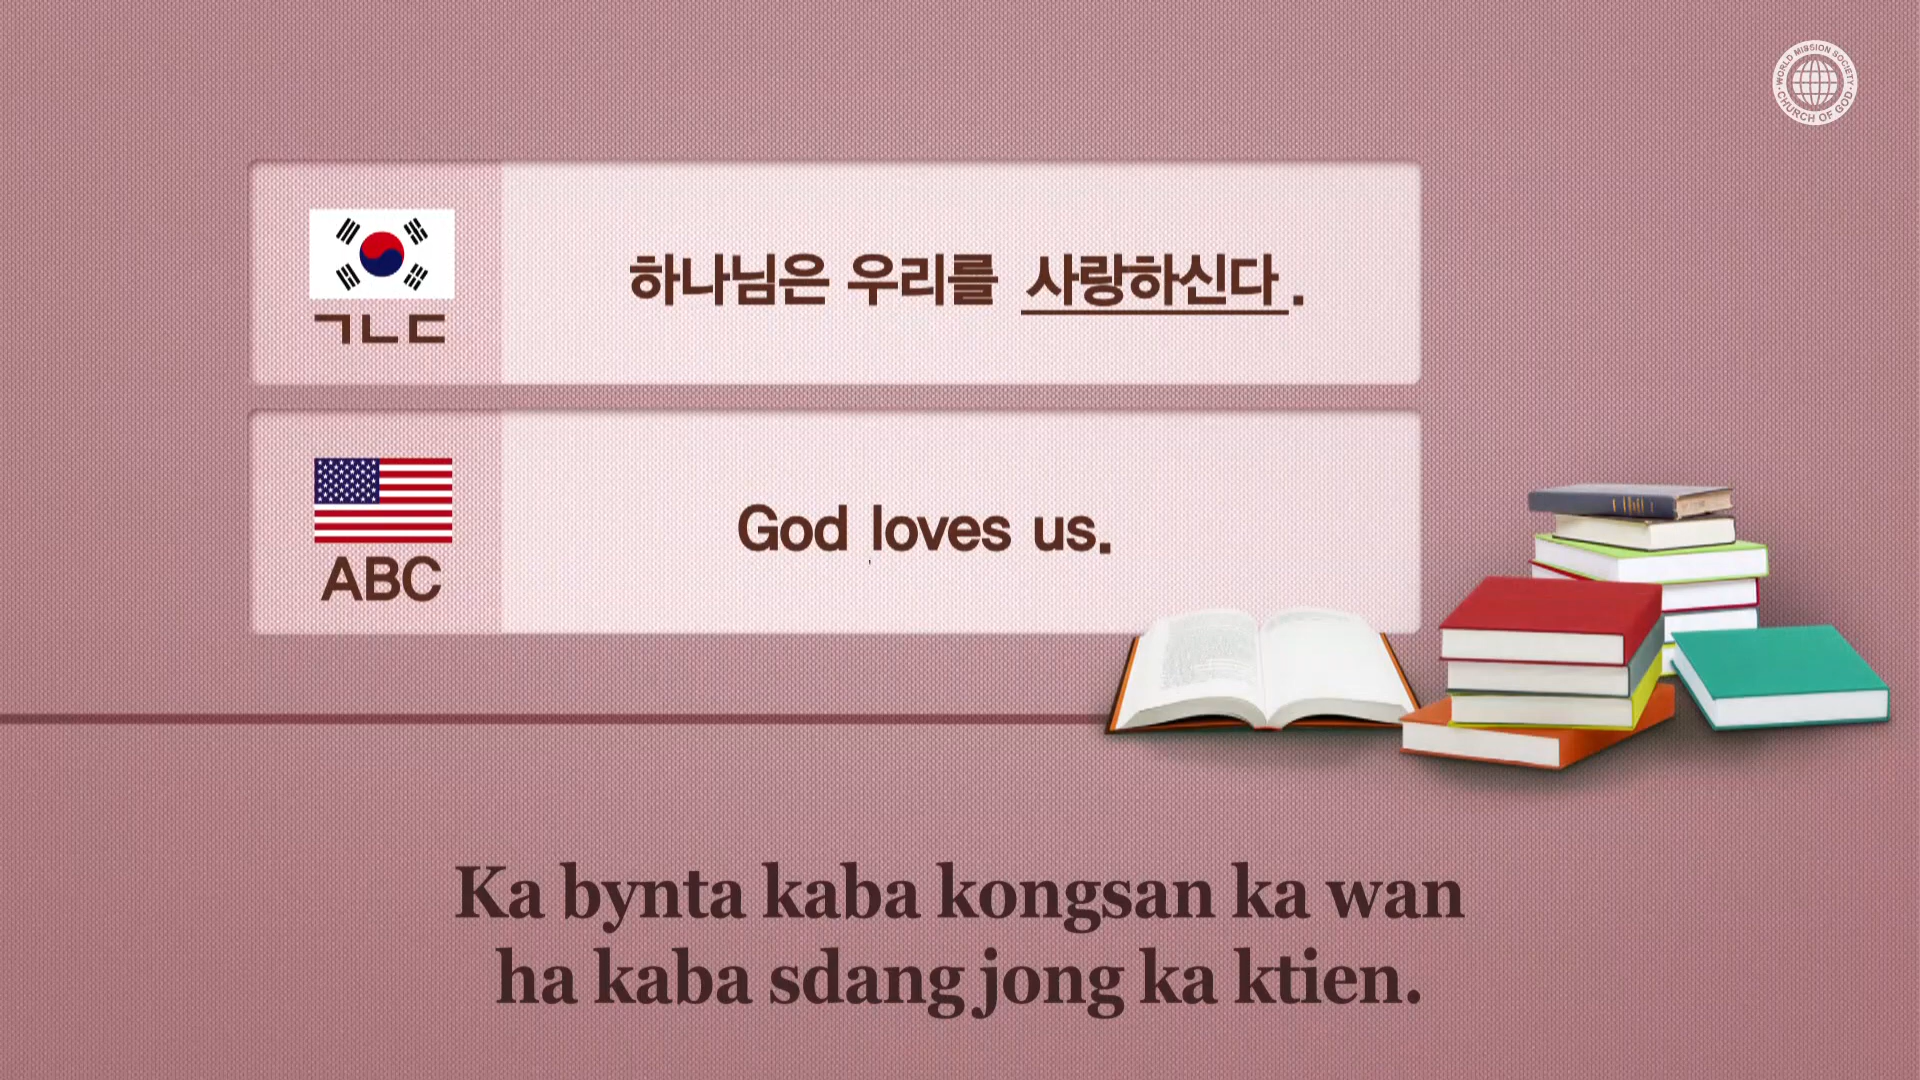 WORLD MISSION SOCIETY
CHURCH OF GOD
하나님은 우리를 사랑하신다.
ㄱㄴㄷ
God loves us.
ABC
Ka bynta kaba kongsan ka wan
ha kaba sdang jong ka ktien.